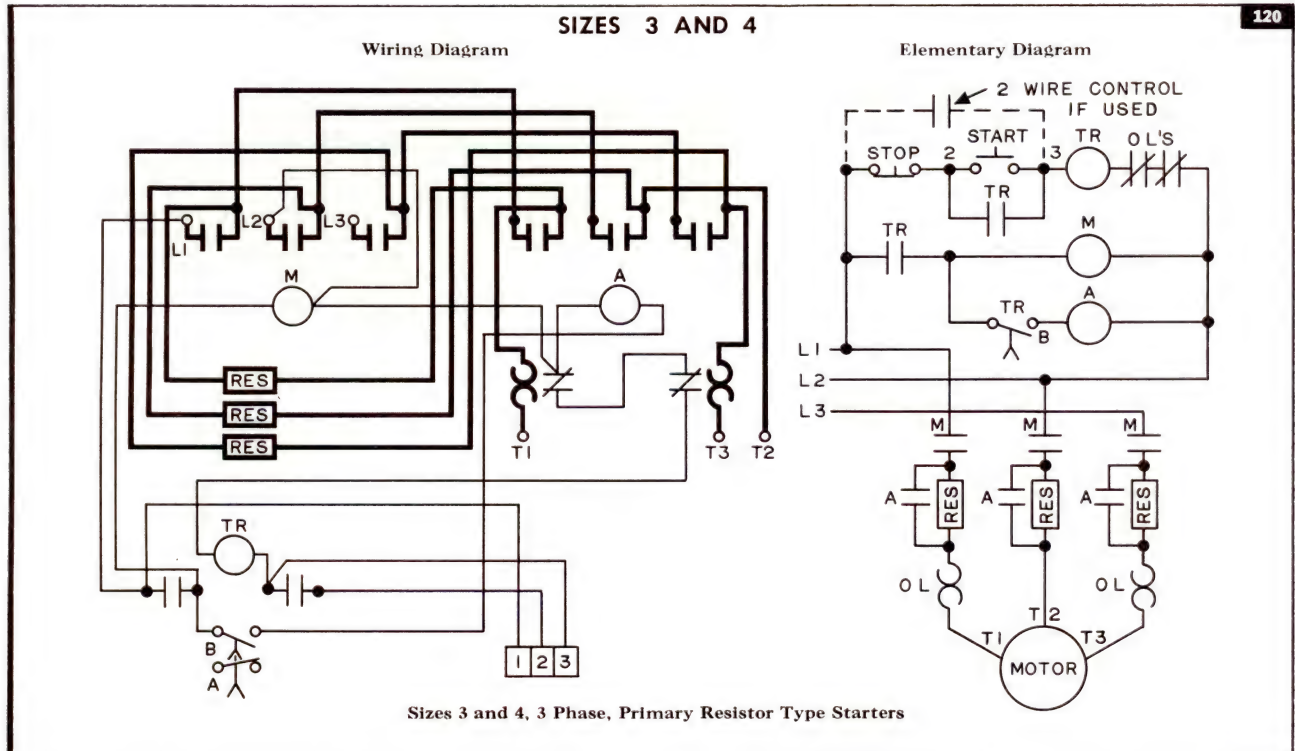 SIZES 3 AND 4
120
Wiring Diagram
Elementary Diagram
L1
L2
L3
M
A
RES
RES
RES
T1
T3
T2
TR
B
A
1 2 3
2 WIRE CONTROL
IF USED
START
STOP
2
3
TR
OL'S
TR
TR
M
A
TR
B
L1
L2
L3
M
M
M
A
RES
A
RES
A
RES
OL
OL
T1
T2
T3
MOTOR
Sizes 3 and 4, 3 Phase, Primary Resistor Type Starters